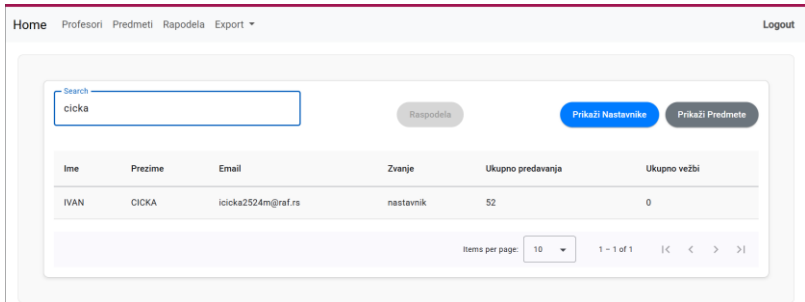 Home Profesori Predmeti Rapodela Export Logout
Search
cicka
Raspodela Prikaži Nastavnike Prikaži Predmete
Ime Prezime Email Zvanje Ukupno predavanja Ukupno vežbi
IVAN CICKA icicka2524m@raf.rs nastavnik 52 0
Items per page: 10 1 – 1 of 1